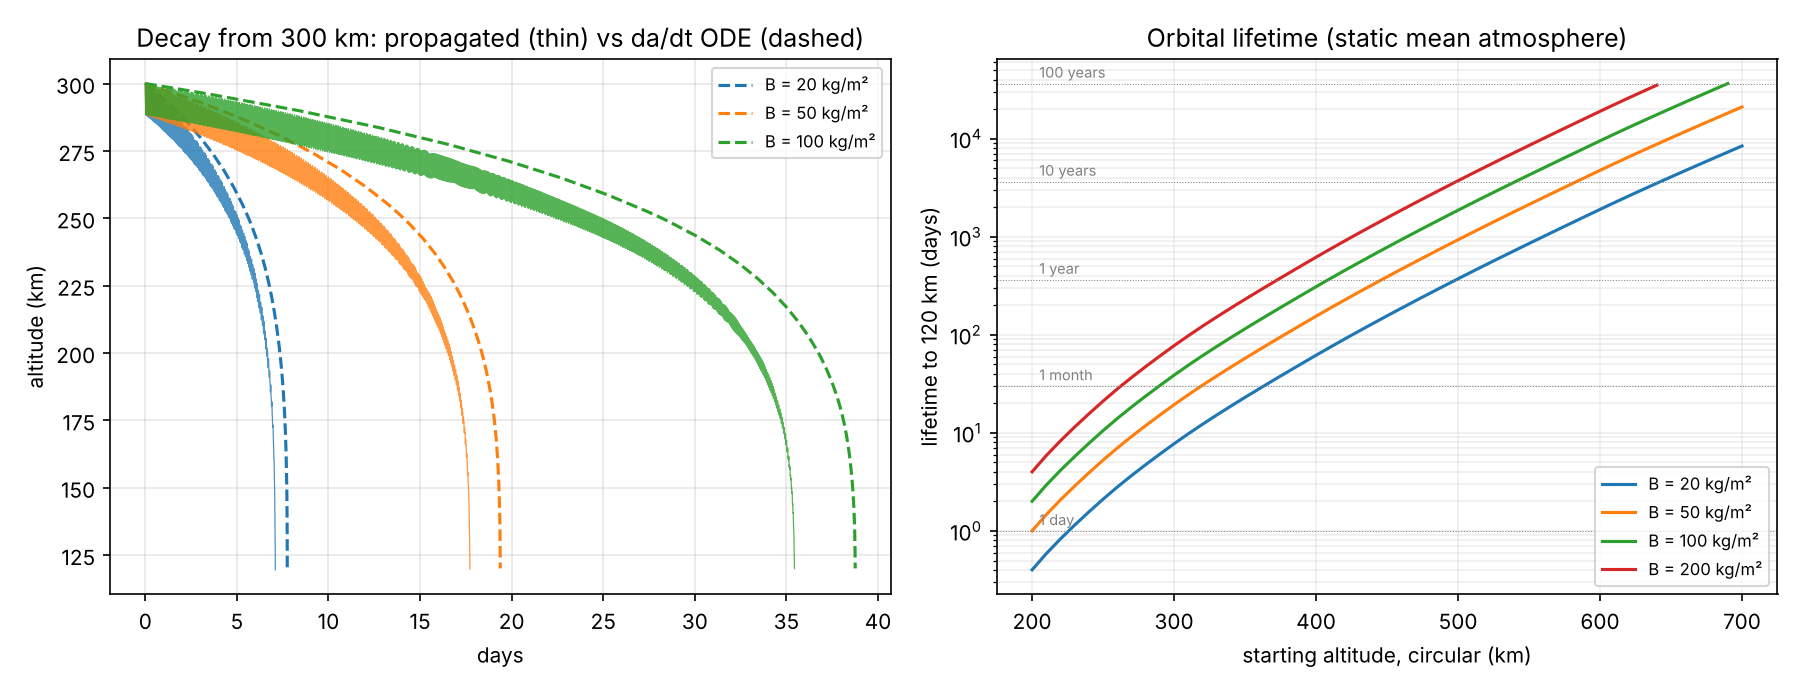 Decay from 300 km: propagated (thin) vs da/dt ODE (dashed)
altitude (km)
300
275
250
225
200
175
150
125
B = 20 kg/m²
B = 50 kg/m²
B = 100 kg/m²
0 5 10 15 20 25 30 35 40
days
Orbital lifetime (static mean atmosphere)
lifetime to 120 km (days)
10⁴
10³
10²
10¹
10⁰
100 years
10 years
1 year
1 month
1 day
B = 20 kg/m²
B = 50 kg/m²
B = 100 kg/m²
B = 200 kg/m²
200 300 400 500 600 700
starting altitude, circular (km)